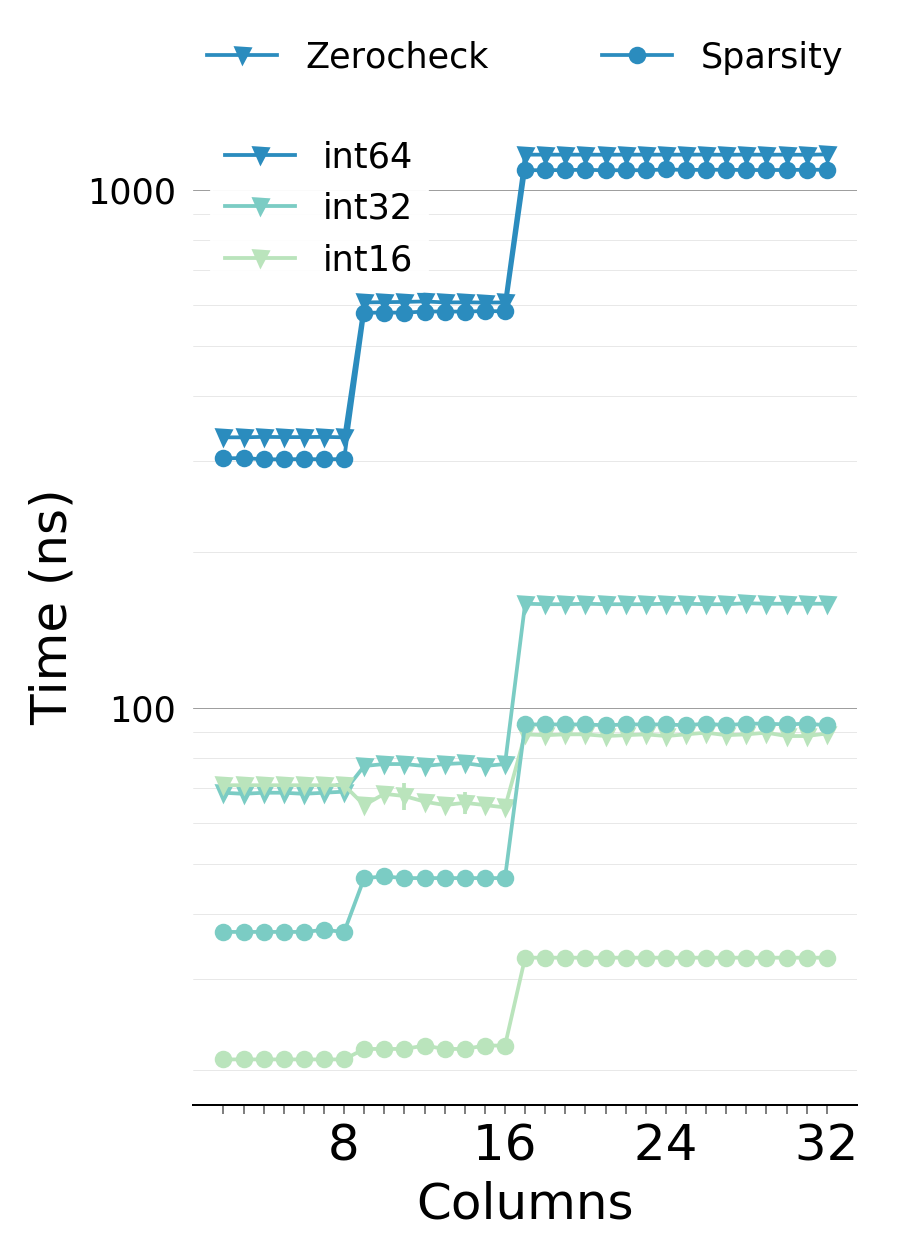 Zerocheck Sparsity
int64
int32
int16
1000
100
Time (ns)
8 16 24 32
Columns